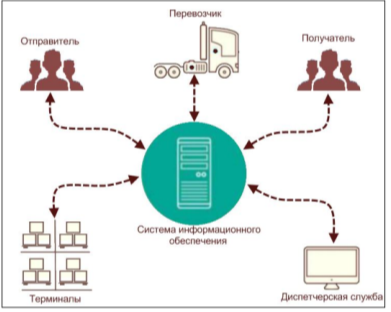 Перевозчик
Отправитель
Получатель
Система информационного
обеспечения
Терминалы
Диспетчерская служба